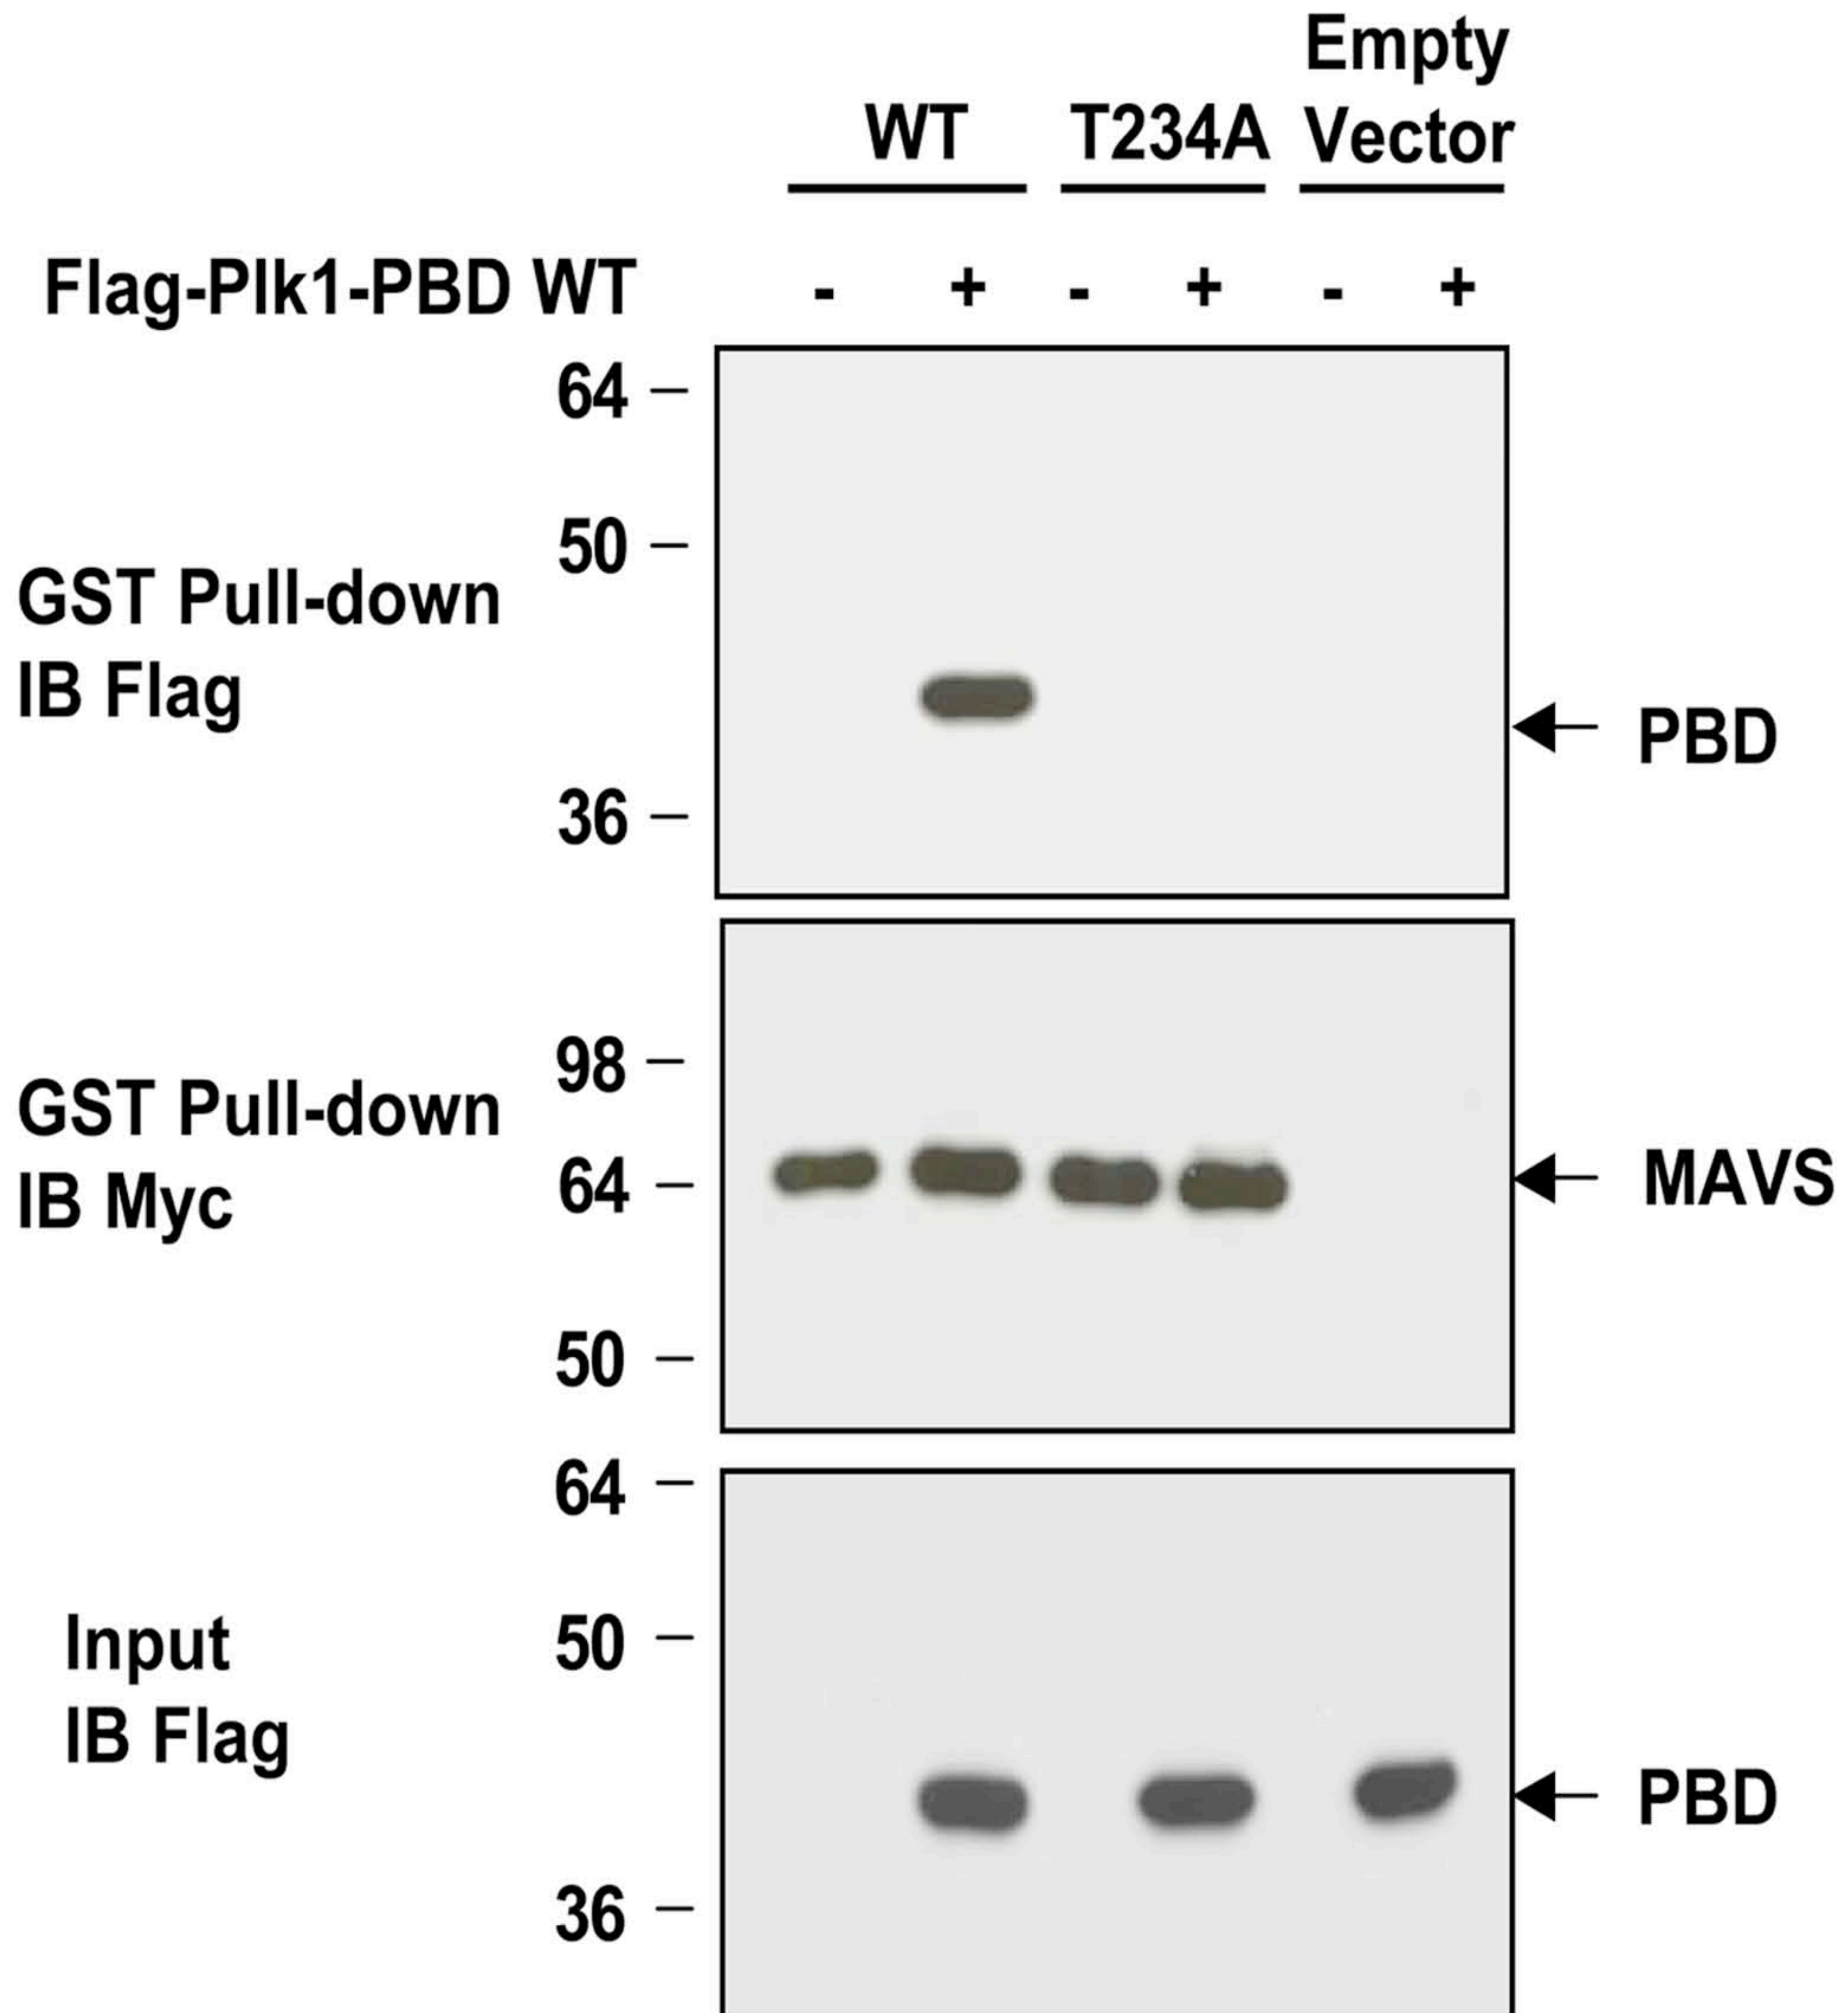 Empty
WT T234A Vector
Flag-Plk1-PBD WT - + - + - +
64
50
GST Pull-down
IB Flag
PBD
36
98
GST Pull-down
64
MAVS
IB Myc
50
64
50
Input
IB Flag
PBD
36